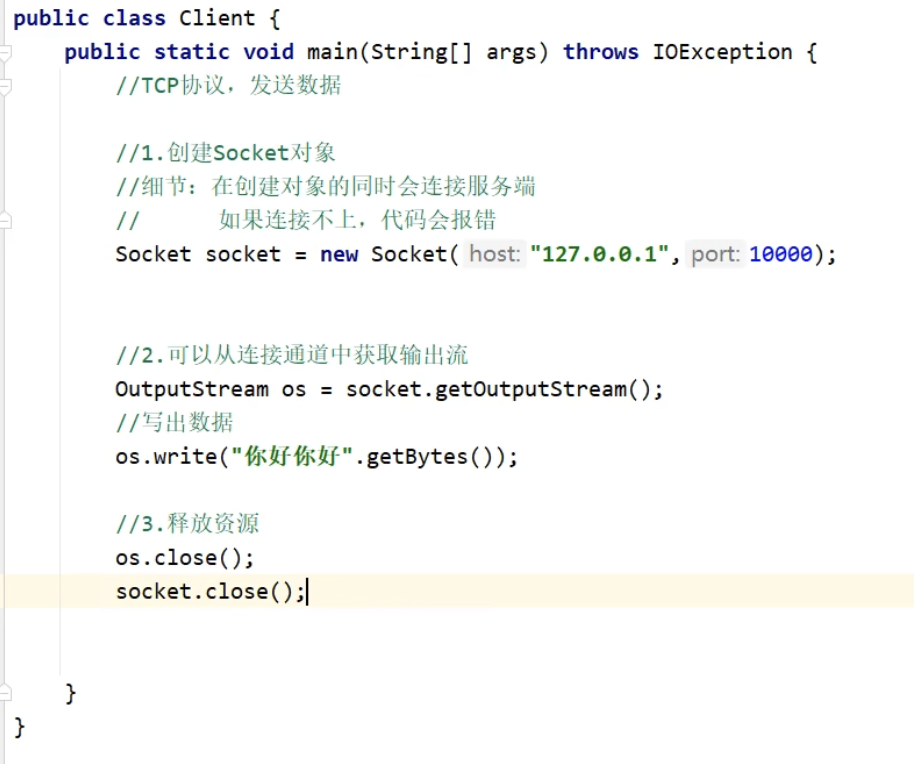 public class Client {
public static void main(String[] args) throws IOException {
//TCP协议，发送数据
//1.创建Socket对象
//细节：在创建对象的同时会连接服务端
//      如果连接不上，代码会报错
Socket socket = new Socket( host: "127.0.0.1", port: 10000);
//2.可以从连接通道中获取输出流
OutputStream os = socket.getOutputStream();
//写出数据
os.write("你好你好".getBytes());
//3.释放资源
os.close();
socket.close();
}
}